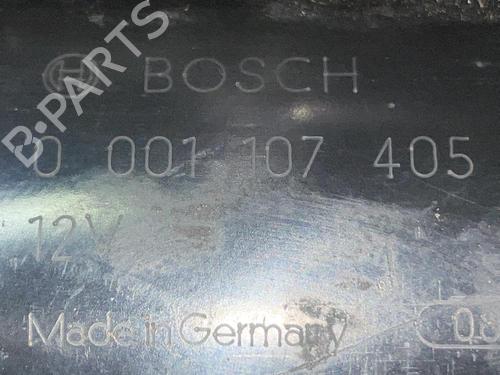 BOSCH
0 001 107 405
12V
Made in Germany
B-PARTS